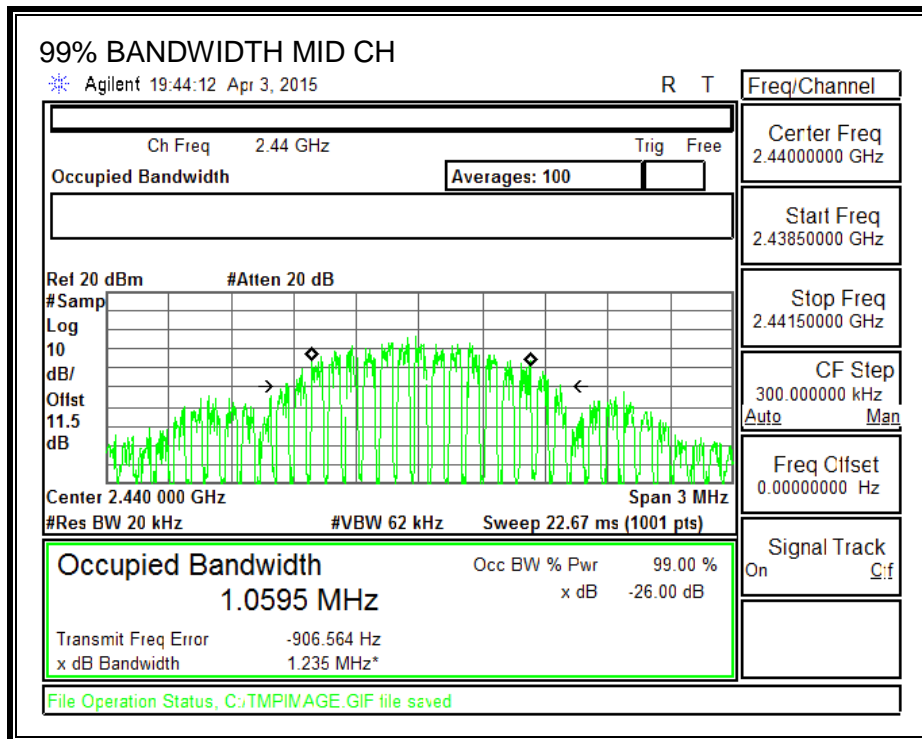 99% BANDWIDTH MID CH
Agilent 19:44:12 Apr 3, 2015 R T
Freq/Channel
Ch Freq 2.44 GHz Trig Free
Center Freq
2.44000000 GHz
Occupied Bandwidth Averages: 100
Start Freq
2.43850000 GHz
Ref 20 dBm #Atten 20 dB
#Samp
Log
10
dB/
Offst
11.5
dB
Stop Freq
2.44150000 GHz
CF Step
300.000000 kHz
Auto Man
Freq Offset
0.00000000 Hz
Center 2.440 000 GHz Span 3 MHz
#Res BW 20 kHz #VBW 62 kHz Sweep 22.67 ms (1001 pts)
Signal Track
On Off
Occupied Bandwidth
1.0595 MHz
Occ BW % Pwr 99.00 %
x dB -26.00 dB
Transmit Freq Error -906.564 Hz
x dB Bandwidth 1.235 MHz*
File Operation Status, C:\TMPIMAGE.GIF file saved